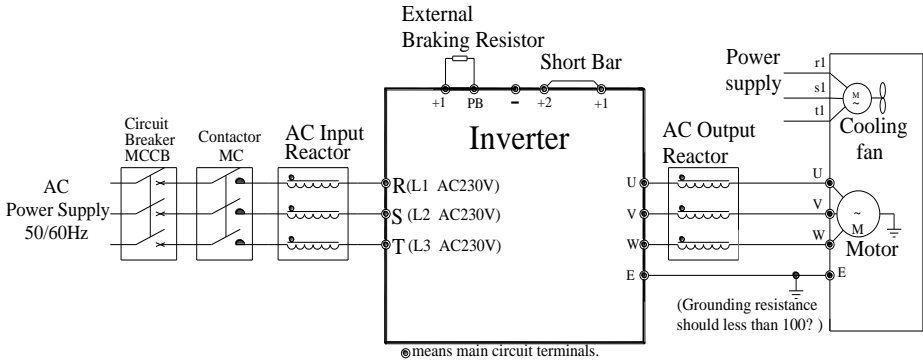 External
Braking Resistor
Short Bar
+1
PB
-
+2
+1
Power
supply
r1
s1
t1
M
~
Cooling
fan
Circuit
Breaker
MCCB
Contactor
MC
AC Input
Reactor
Inverter
AC Output
Reactor
AC
Power Supply
50/60Hz
R(L1 AC230V)
S (L2 AC230V)
T(L3 AC230V)
U
V
W
E
U
V
W
E
~
M
Motor
(Grounding resistance
should less than 100? )
means main circuit terminals.